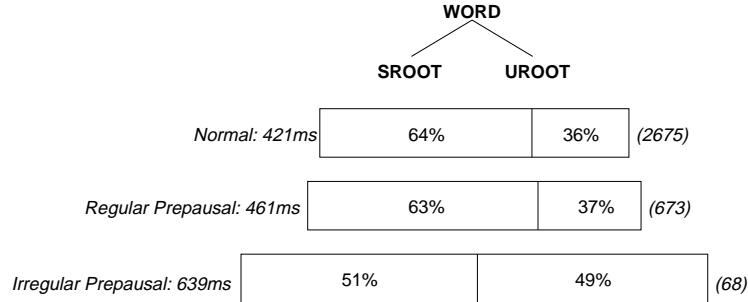 WORD
SROOT UROOT
Normal: 421ms 64% 36% (2675)
Regular Prepausal: 461ms 63% 37% (673)
Irregular Prepausal: 639ms 51% 49% (68)